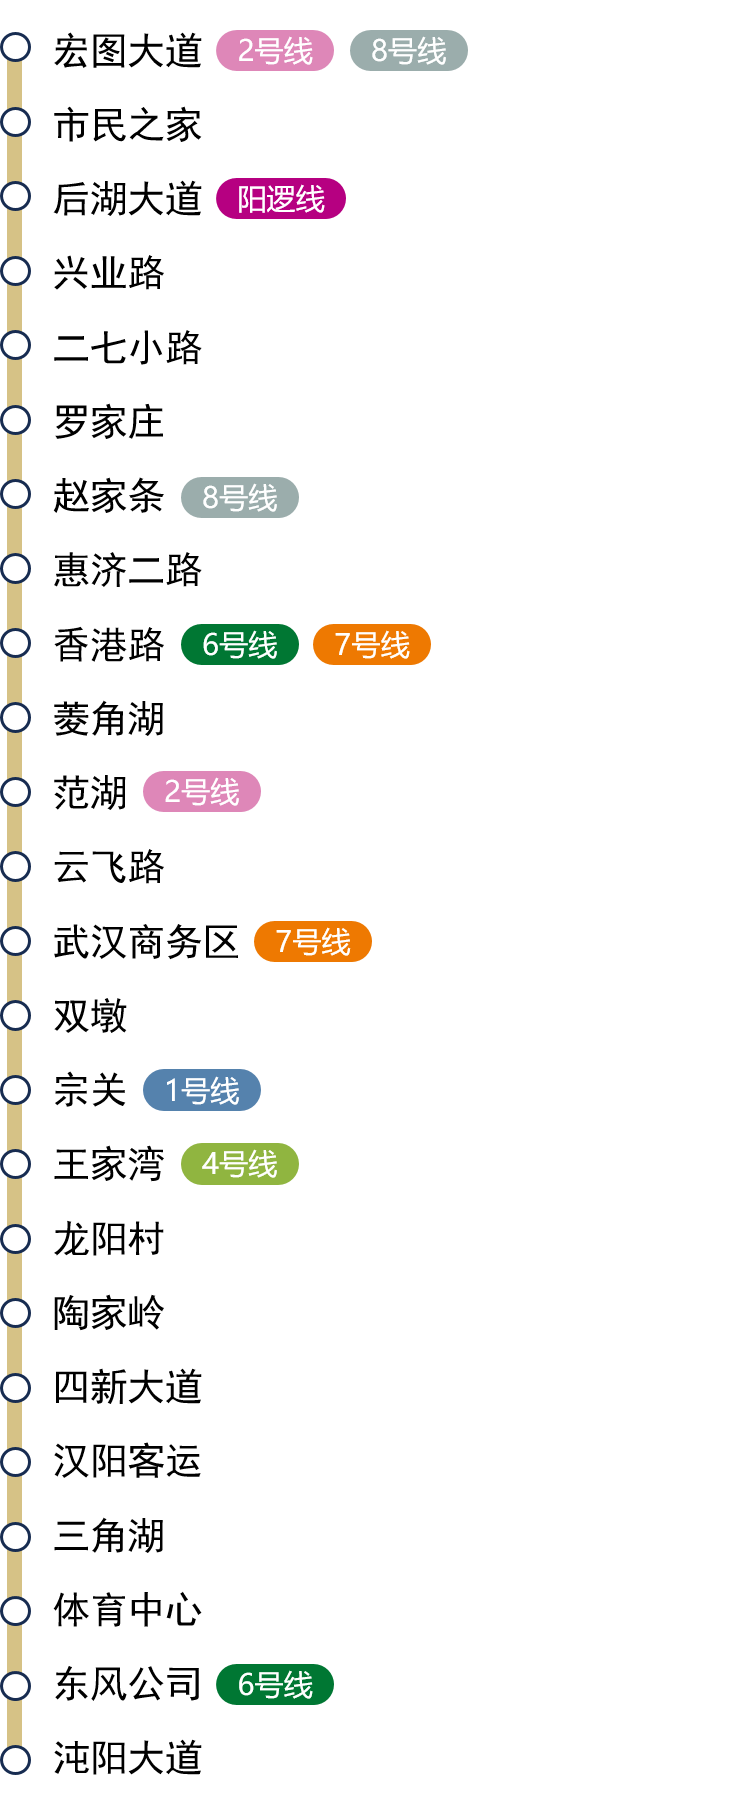 宏图大道 2号线 8号线
市民之家
后湖大道 阳逻线
兴业路
二七小路
罗家庄
赵家条 8号线
惠济二路
香港路 6号线 7号线
菱角湖
范湖 2号线
云飞路
武汉商务区 7号线
双墩
宗关 1号线
王家湾 4号线
龙阳村
陶家岭
四新大道
汉阳客运
三角湖
体育中心
东风公司 6号线
沌阳大道